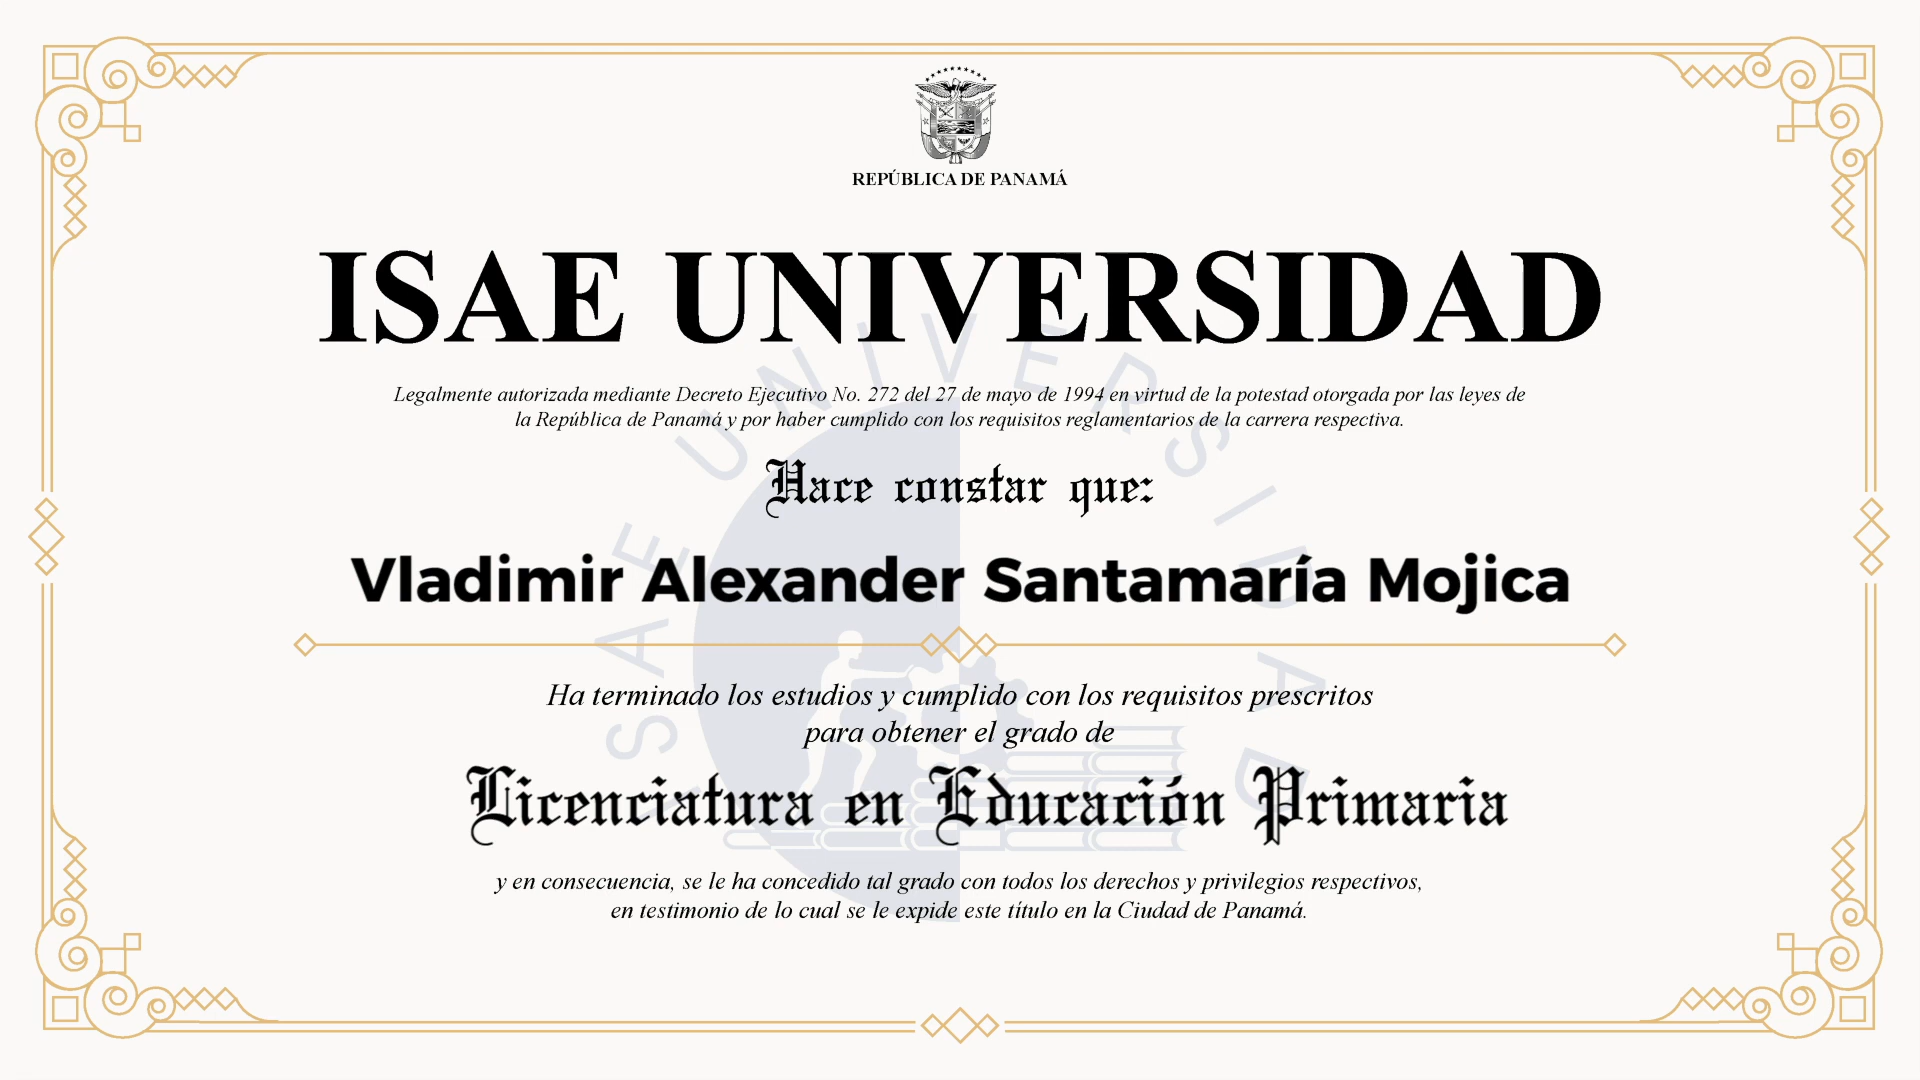 REPÚBLICA DE PANAMÁ
ISAE UNIVERSIDAD
Legalmente autorizada mediante Decreto Ejecutivo No. 272 del 27 de mayo de 1994 en virtud de la potestad otorgada por las leyes de
la República de Panamá y por haber cumplido con los requisitos reglamentarios de la carrera respectiva.
Hace constar que:
Vladimir Alexander Santamaría Mojica
Ha terminado los estudios y cumplido con los requisitos prescritos
para obtener el grado de
Licenciatura en Educación Primaria
y en consecuencia, se le ha concedido tal grado con todos los derechos y privilegios respectivos,
en testimonio de lo cual se le expide este título en la Ciudad de Panamá.
ISAE UNIVERSIDAD